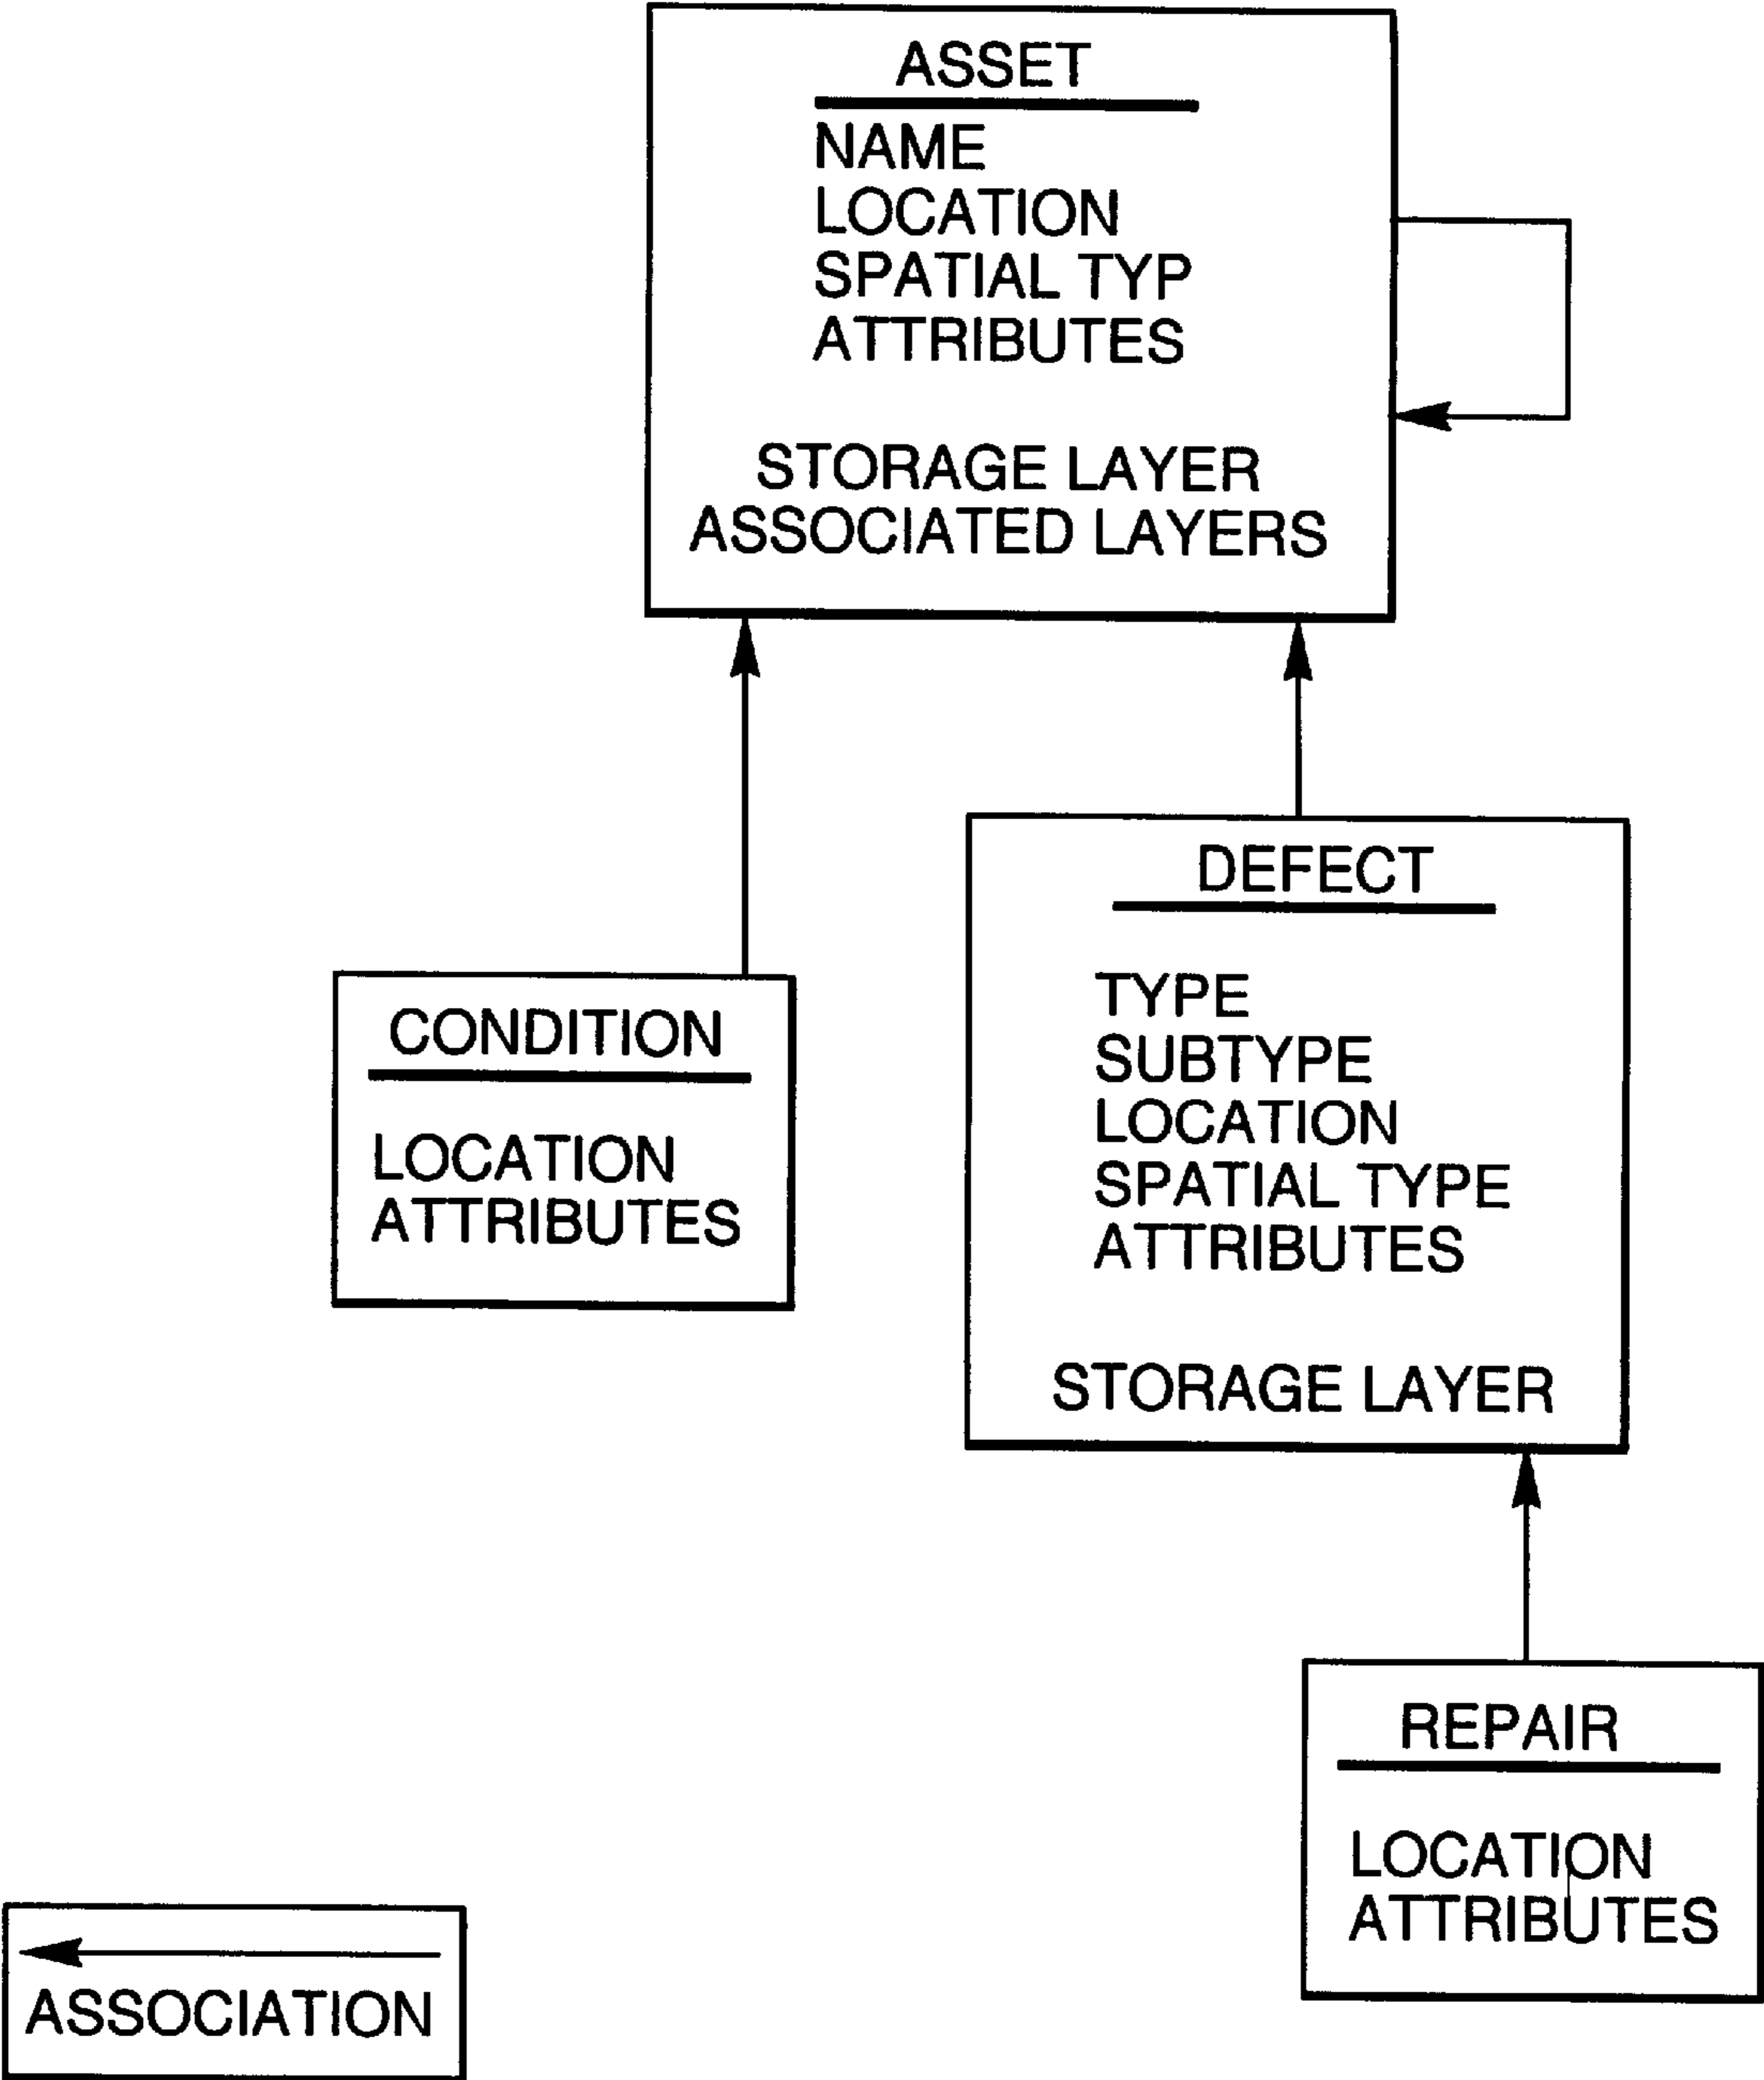 ASSET
NAME
LOCATION
SPATIAL TYP
ATTRIBUTES
STORAGE LAYER
ASSOCIATED LAYERS
DEFECT
TYPE
SUBTYPE
LOCATION
SPATIAL TYPE
ATTRIBUTES
STORAGE LAYER
CONDITION
LOCATION
ATTRIBUTES
REPAIR
LOCATION
ATTRIBUTES
ASSOCIATION